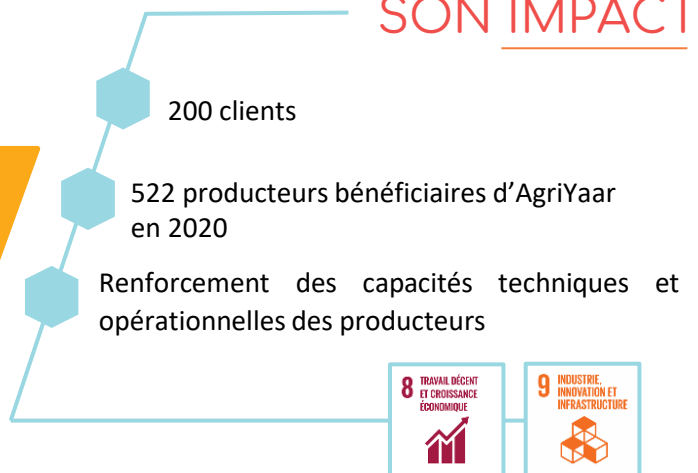 SON IMPACT
200 clients
522 producteurs bénéficiaires d’AgriYaar
en 2020
Renforcement des capacités techniques et
opérationnelles des producteurs
8 TRAVAIL DÉCENT
ET CROISSANCE
ÉCONOMIQUE
9 INDUSTRIE,
INNOVATION ET
INFRASTRUCTURE